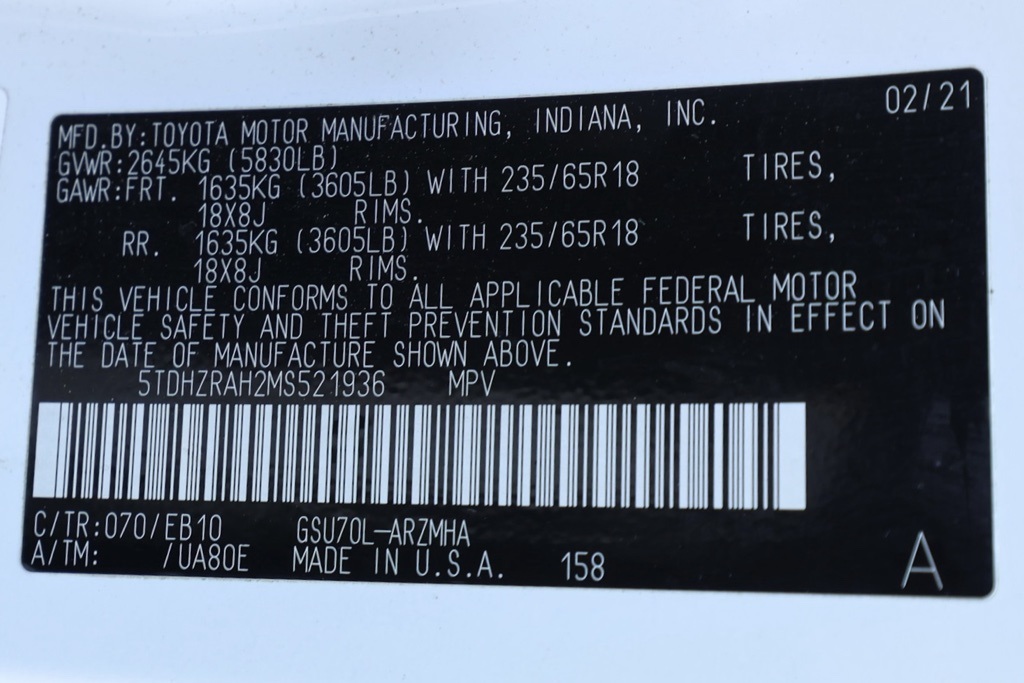 02/21
MFD.BY:TOYOTA MOTOR MANUFACTURING, INDIANA, INC.
GVWR:2645KG (5830LB)
GAWR:FRT. 1635KG (3605LB) WITH 235/65R18 TIRES,
18X8J RIMS.
RR. 1635KG (3605LB) WITH 235/65R18 TIRES,
18X8J RIMS.
THIS VEHICLE CONFORMS TO ALL APPLICABLE FEDERAL MOTOR
VEHICLE SAFETY AND THEFT PREVENTION STANDARDS IN EFFECT ON
THE DATE OF MANUFACTURE SHOWN ABOVE.
5TDHZRAH2MS521936 MPV
C/TR:070/EB10 GSU70L-ARZMHA
A/TM: /UA80E MADE IN U.S.A. 158
A